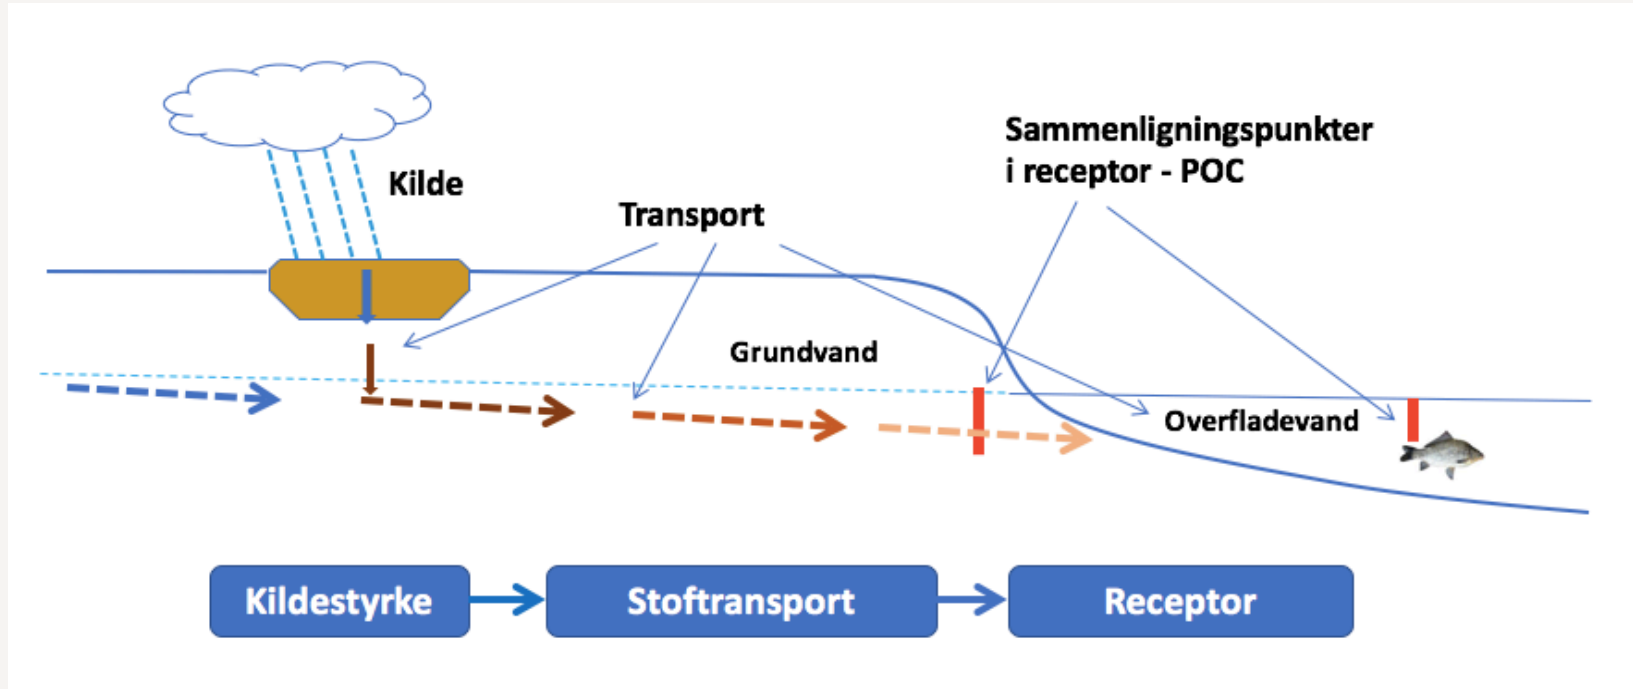 Sammenligningspunkter
i receptor - POC
Kilde
Transport
Grundvand
Overfladevand
Kildestyrke
Stoftransport
Receptor